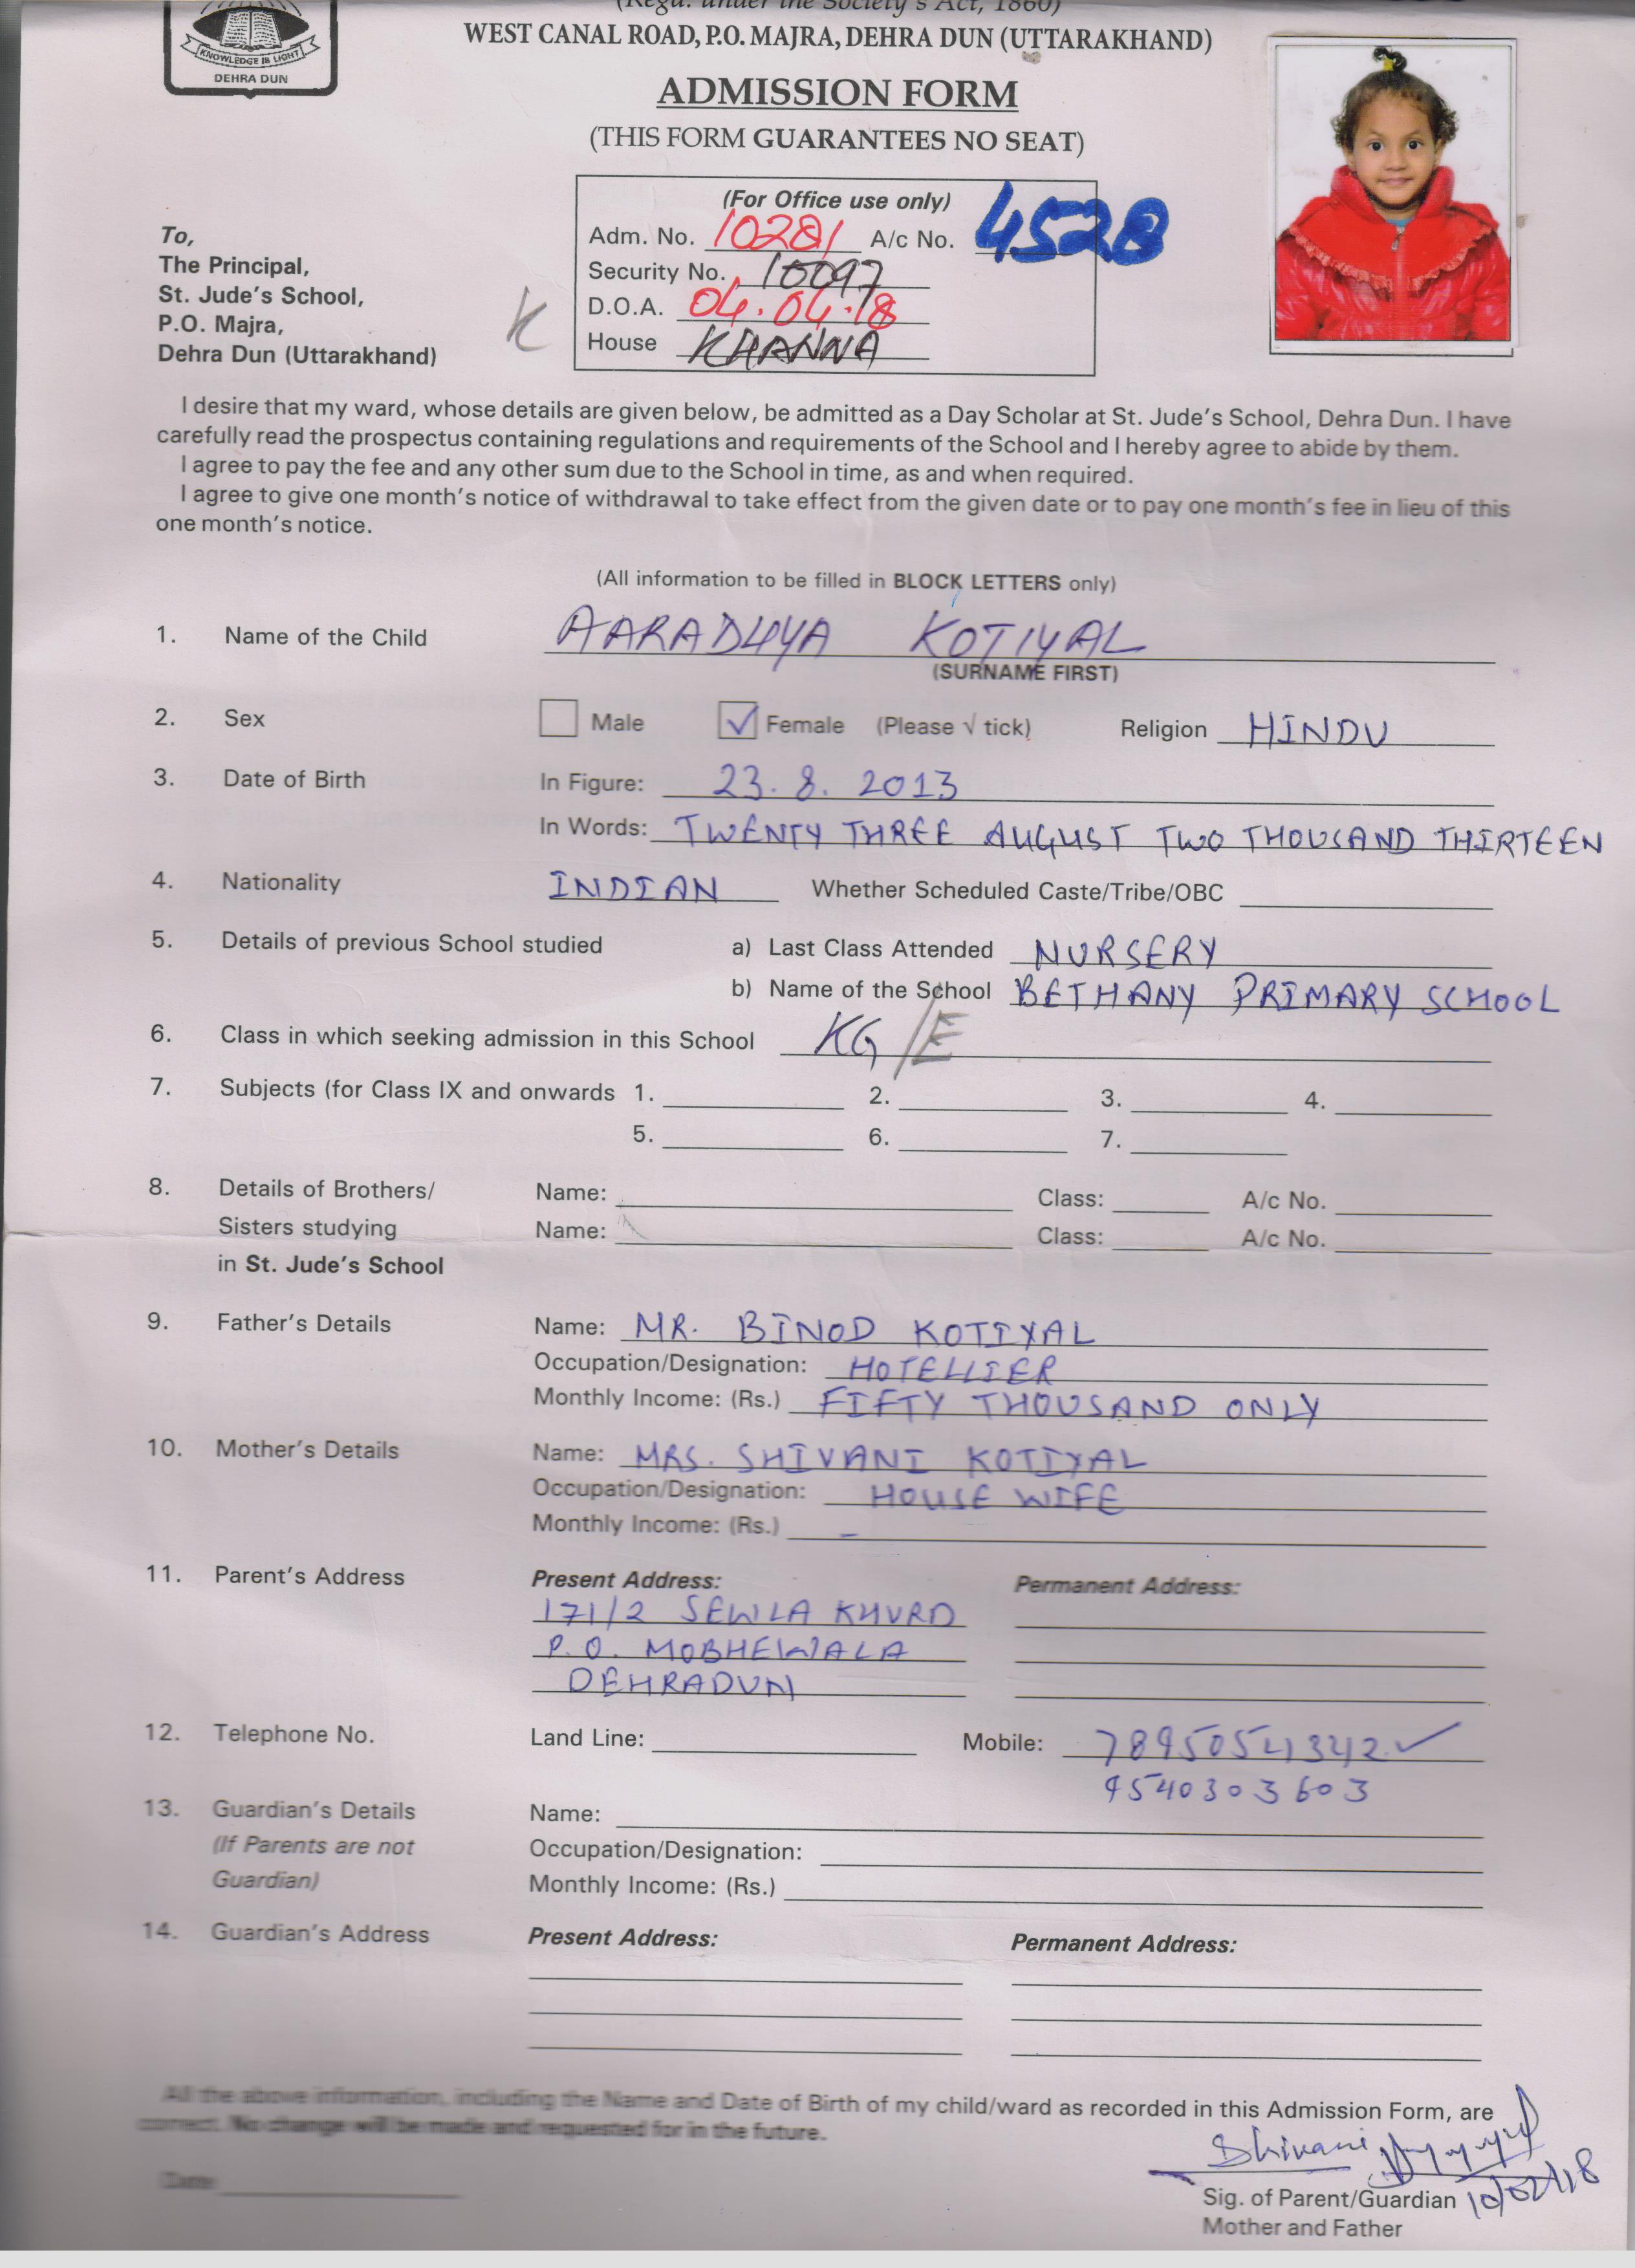 (Regd. under the Society's Act, 1860)
WEST CANAL ROAD, P.O. MAJRA, DEHRA DUN (UTTARAKHAND)
KNOWLEDGE IS LIGHT
DEHRA DUN
ADMISSION FORM
(THIS FORM GUARANTEES NO SEAT)
(For Office use only)
Adm. No. 10281 A/c No. 4528
Security No. 10097
D.O.A. 04.04.18
House KHANNA
K
To,
The Principal,
St. Jude's School,
P.O. Majra,
Dehra Dun (Uttarakhand)
I desire that my ward, whose details are given below, be admitted as a Day Scholar at St. Jude's School, Dehra Dun. I have
carefully read the prospectus containing regulations and requirements of the School and I hereby agree to abide by them.
I agree to pay the fee and any other sum due to the School in time, as and when required.
I agree to give one month's notice of withdrawal to take effect from the given date or to pay one month's fee in lieu of this
one month's notice.
(All information to be filled in BLOCK LETTERS only)
1. Name of the Child AARADHYA KOTIYAL
(SURNAME FIRST)
2. Sex Male ✓ Female (Please √ tick) Religion HINDU
3. Date of Birth In Figure: 23. 8. 2013
In Words: TWENTY THREE AUGUST TWO THOUSAND THIRTEEN
4. Nationality INDIAN Whether Scheduled Caste/Tribe/OBC
5. Details of previous School studied a) Last Class Attended NURSERY
b) Name of the School BETHANY PRIMARY SCHOOL
6. Class in which seeking admission in this School KG/E
7. Subjects (for Class IX and onwards 1. 2. 3. 4.
5. 6. 7.
8. Details of Brothers/ Name: Class: A/c No.
Sisters studying Name: Class: A/c No.
in St. Jude's School
9. Father's Details Name: MR. BINOD KOTIYAL
Occupation/Designation: HOTELLIER
Monthly Income: (Rs.) FIFTY THOUSAND ONLY
10. Mother's Details Name: MRS. SHIVANI KOTIYAL
Occupation/Designation: HOUSE WIFE
Monthly Income: (Rs.) –
11. Parent's Address Present Address: Permanent Address:
171/2 SEWLA KHURD
P.O. MOBHEWALA
DEHRADUN
12. Telephone No. Land Line: Mobile: 7895054342 ✓
9540303603
13. Guardian's Details Name:
(If Parents are not Occupation/Designation:
Guardian) Monthly Income: (Rs.)
14. Guardian's Address Present Address: Permanent Address:
All the above information, including the Name and Date of Birth of my child/ward as recorded in this Admission Form, are
correct. No change will be made and requested for in the future.
Shivani
Date
Sig. of Parent/Guardian 10/02/18
Mother and Father